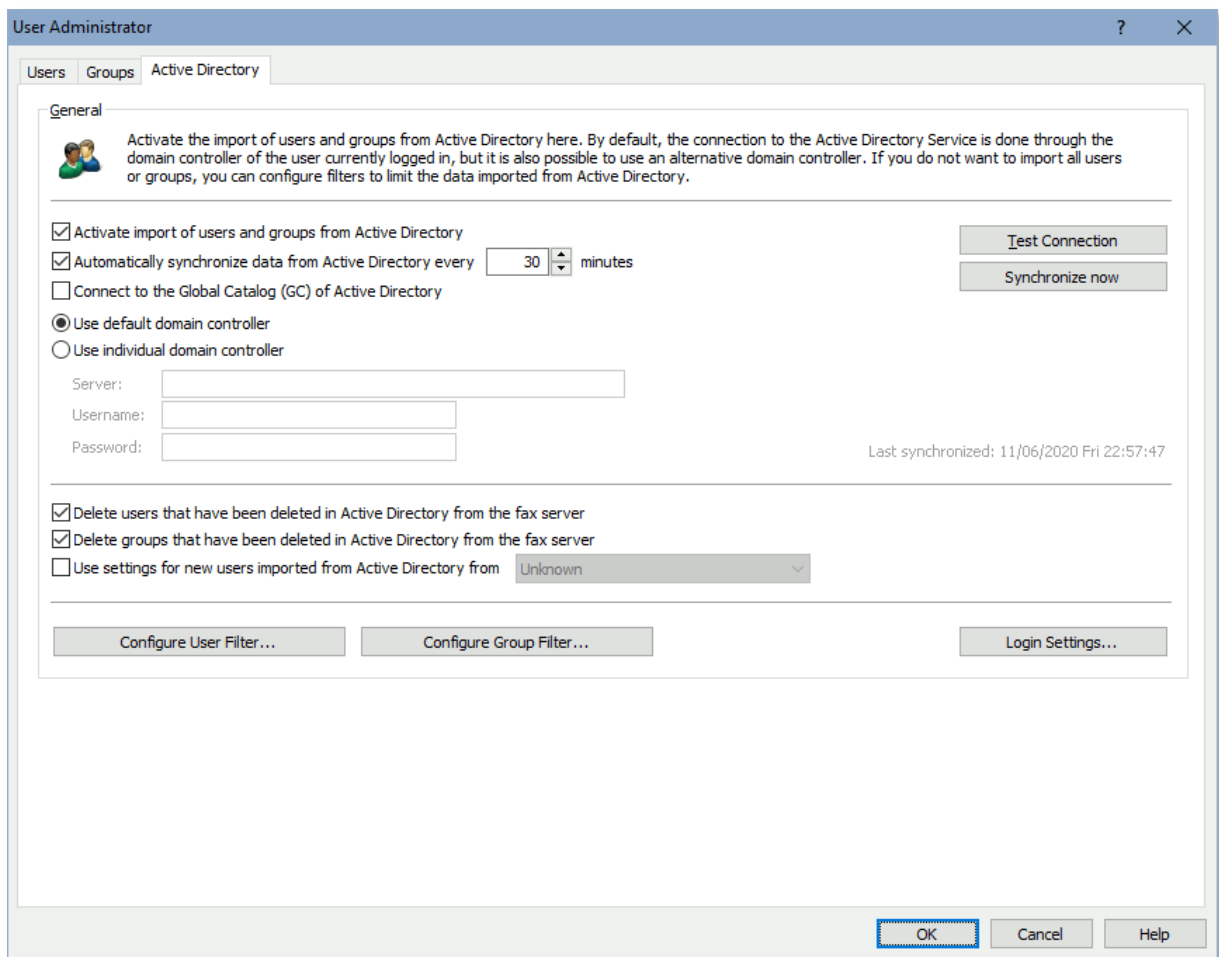 User Administrator
Users Groups Active Directory
General
Activate the import of users and groups from Active Directory here. By default, the connection to the Active Directory Service is done through the
domain controller of the user currently logged in, but it is also possible to use an alternative domain controller. If you do not want to import all users
or groups, you can configure filters to limit the data imported from Active Directory.
Activate import of users and groups from Active Directory
Test Connection
Automatically synchronize data from Active Directory every 30 minutes
Synchronize now
Connect to the Global Catalog (GC) of Active Directory
Use default domain controller
Use individual domain controller
Server:
Username:
Password:
Last synchronized: 11/06/2020 Fri 22:57:47
Delete users that have been deleted in Active Directory from the fax server
Delete groups that have been deleted in Active Directory from the fax server
Use settings for new users imported from Active Directory from Unknown
Configure User Filter... Configure Group Filter... Login Settings...
OK Cancel Help